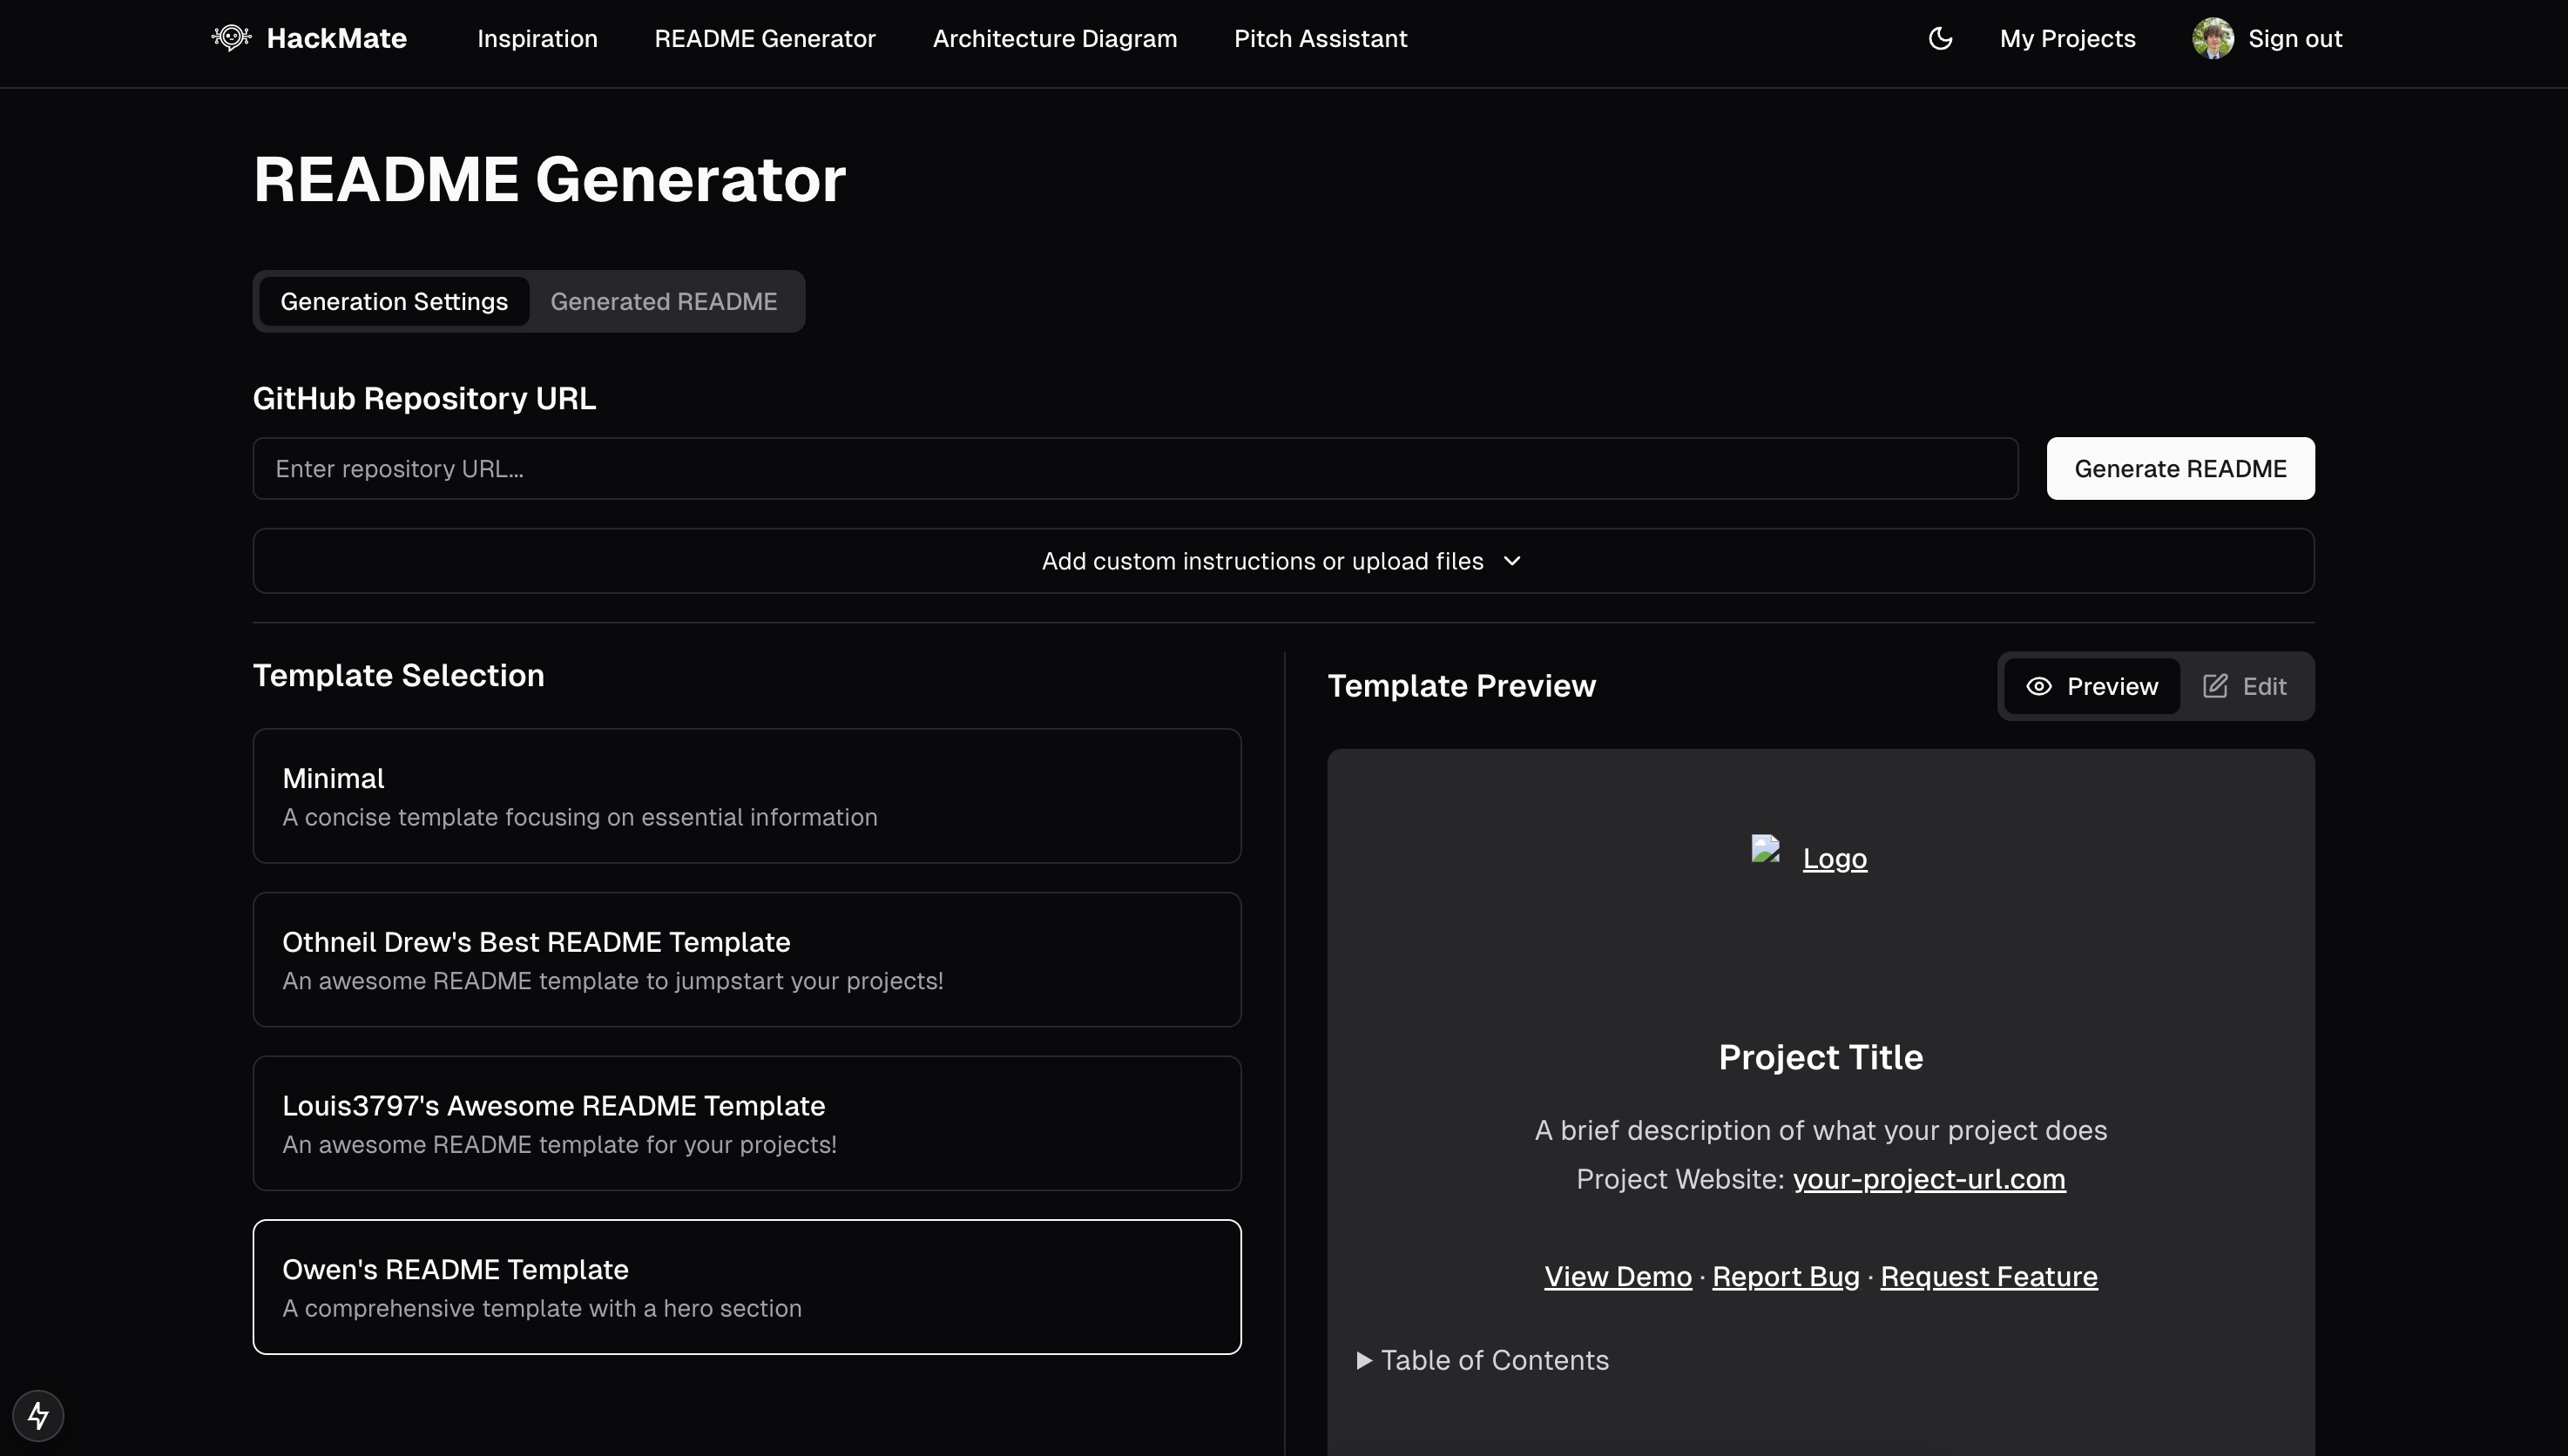 HackMate
Inspiration
README Generator
Architecture Diagram
Pitch Assistant
My Projects
Sign out
README Generator
Generation Settings
Generated README
GitHub Repository URL
Enter repository URL...
Generate README
Add custom instructions or upload files
Template Selection
Minimal
A concise template focusing on essential information
Othneil Drew's Best README Template
An awesome README template to jumpstart your projects!
Louis3797's Awesome README Template
An awesome README template for your projects!
Owen's README Template
A comprehensive template with a hero section
Template Preview
Preview
Edit
Logo
Project Title
A brief description of what your project does
Project Website: your-project-url.com
View Demo · Report Bug · Request Feature
Table of Contents